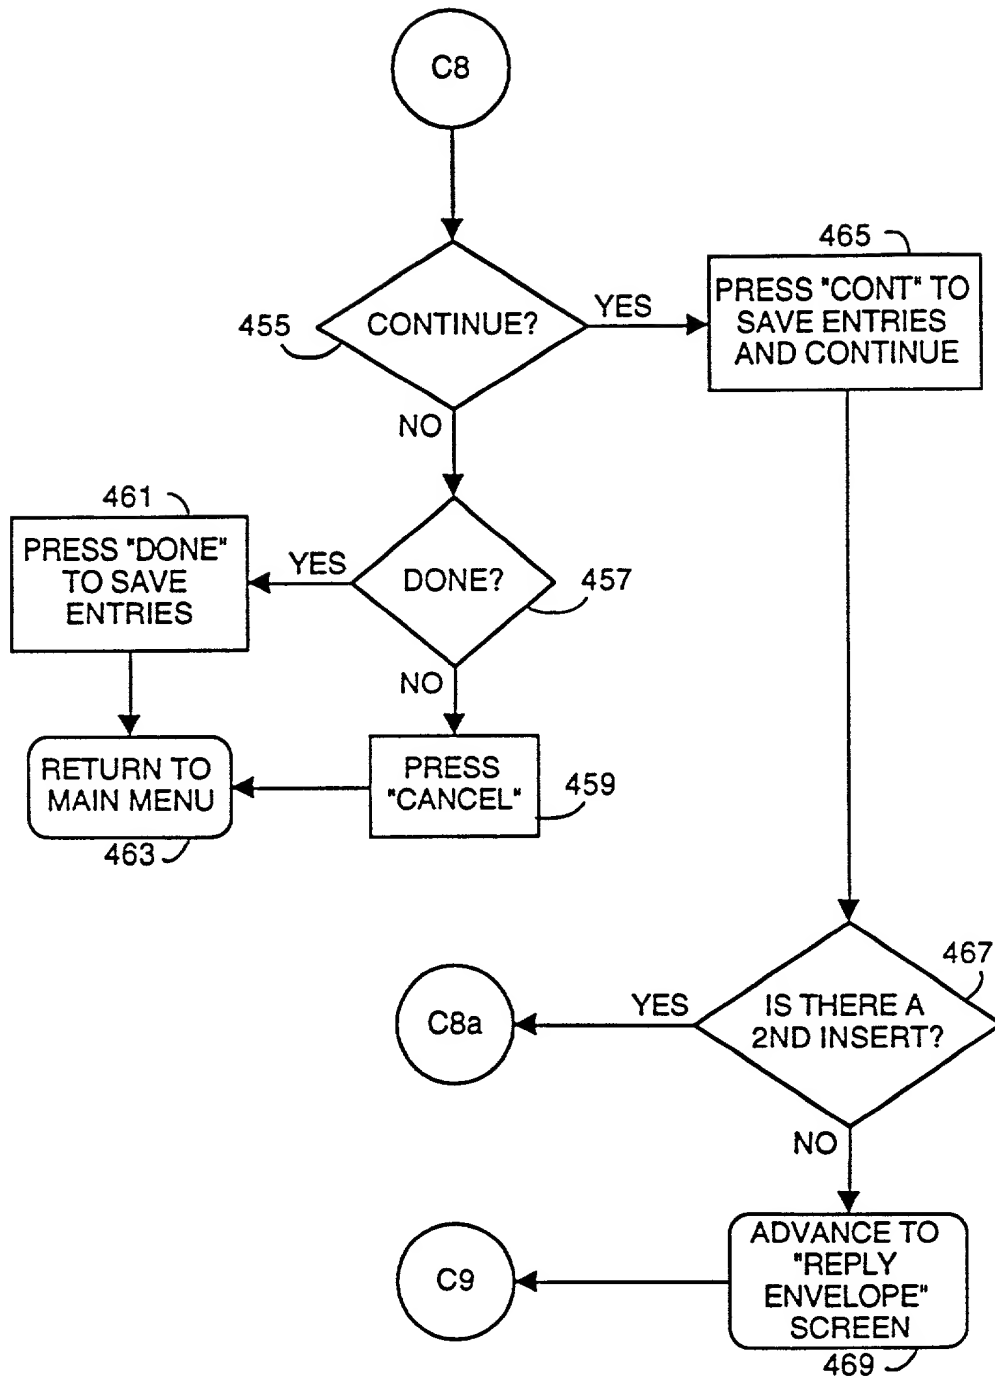 C8
465
PRESS "CONT" TO
SAVE ENTRIES
AND CONTINUE
YES
455
CONTINUE?
NO
461
PRESS "DONE"
TO SAVE
ENTRIES
YES
DONE?
457
NO
RETURN TO
MAIN MENU
463
PRESS
"CANCEL"
459
467
IS THERE A
2ND INSERT?
YES
C8a
NO
ADVANCE TO
"REPLY
ENVELOPE"
SCREEN
469
C9